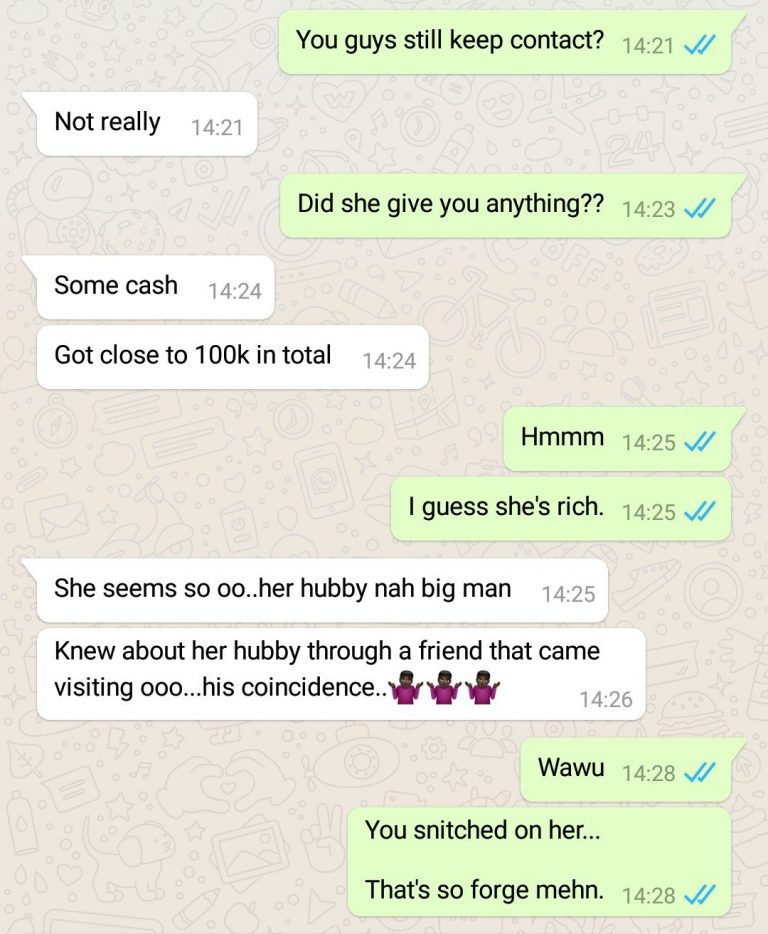 You guys still keep contact? 14:21
Not really 14:21
Did she give you anything?? 14:23
Some cash 14:24
Got close to 100k in total 14:24
Hmmm 14:25
I guess she's rich. 14:25
She seems so oo..her hubby nah big man 14:25
Knew about her hubby through a friend that came
visiting ooo...his coincidence..🤷🏿‍♂️🤷🏿‍♂️🤷🏿‍♂️ 14:26
Wawu 14:28
You snitched on her...
That's so forge mehn. 14:28